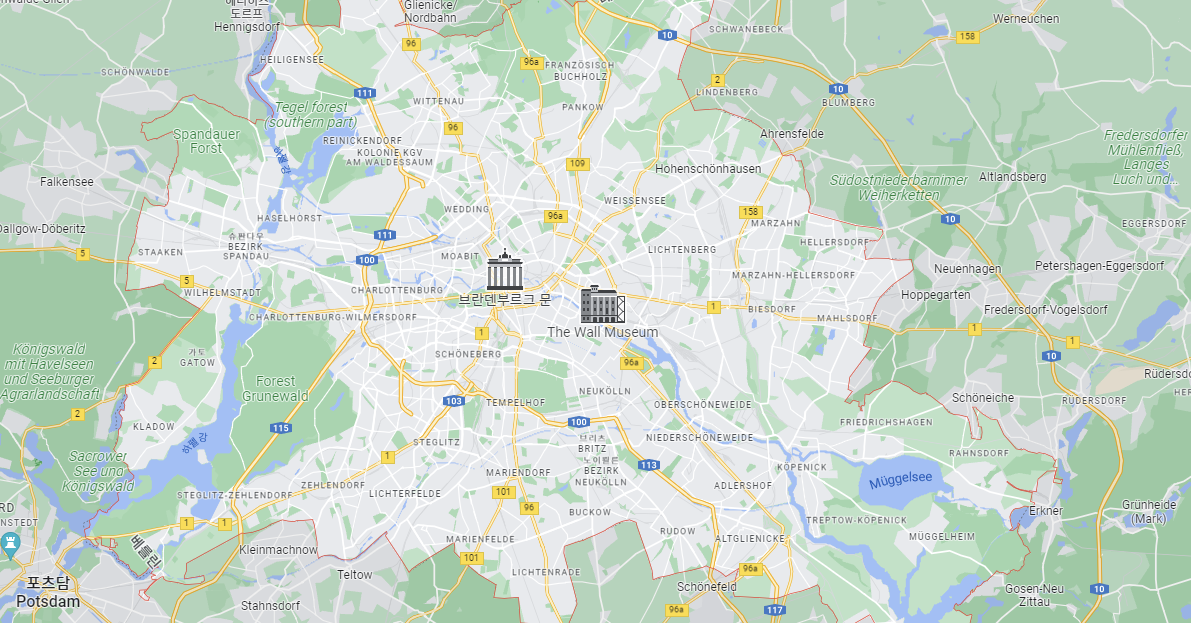 도르프
Hennigsdorf
Glienicke/
Nordbahn
96
10
SCHWANEBECK
Werneuchen
158
HEILIGENSEE
SCHÖNWALDE
96a
FRANZÖSISCH
BUCHHOLZ
2
LINDENBERG
10
BLUMBERG
111
WITTENAU
PANKOW
Tegel forest
(southern part)
Spandauer
Forst
96
REINICKENDORF
KOLONIE KGV
AM WALDESSAUM
Ahrensfelde
Fredersdorfer
Mühlenfließ,
Langes
Luch und...
하펠 강
109
Hohenschönhausen
Falkensee
Südostniederbarnimer
Weiherketten
Altlandsberg
WEISSENSEE
WEDDING
96a
158
MARZAHN
10
EGGERSDORF
HASELHORST
Dallgow-Döberitz
슈판다우
BEZIRK
SPANDAU
111
HELLERSDORF
5
STAAKEN
100
MOABIT
LICHTENBERG
Neuenhagen
Petershagen-Eggersdorf
MARZAHN-HELLERSDORF
5
WILHELMSTADT
CHARLOTTENBURG
브란덴부르크 문
Hoppegarten
CHARLOTTENBURG-WILMERSDORF
1
BIESDORF
MAHLSDORF
Fredersdorf-Vogelsdorf
1
The Wall Museum
1
1
10
Königswald
mit Havelseen
und Seeburger
Agrarlandschaft
2
가토
GATOW
SCHÖNEBERG
96a
Rüdersdo
Forest
Grunewald
NEUKÖLLN
HER
103
TEMPELHOF
OBERSCHÖNEWEIDE
Schöneiche
RÜDERSDORF
2
KLADOW
115
100
FRIEDRICHSHAGEN
하펠 강
STEGLITZ
브리츠
BRITZ
NIEDERSCHÖNEWEIDE
Sacrower
See und
Königswald
1
노이쾰른
BEZIRK
NEUKÖLLN
113
KÖPENICK
RAHNSDORF
MARIENDORF
Müggelsee
ZEHLENDORF
STEGLITZ-ZEHLENDORF
LICHTERFELDE
101
ADLERSHOF
96
BUCKOW
Erkner
Grünheide
(Mark)
1
1
TREPTOW-KÖPENICK
RUDOW
ALTGLIENICKE
MÜGGELHEIM
MARIENFELDE
Kleinmachnow
베를린
101
96a
LICHTENRADE
Teltow
Schönefeld
포츠담
Potsdam
Stahnsdorf
96a
117
10
Gosen-Neu
Zittau